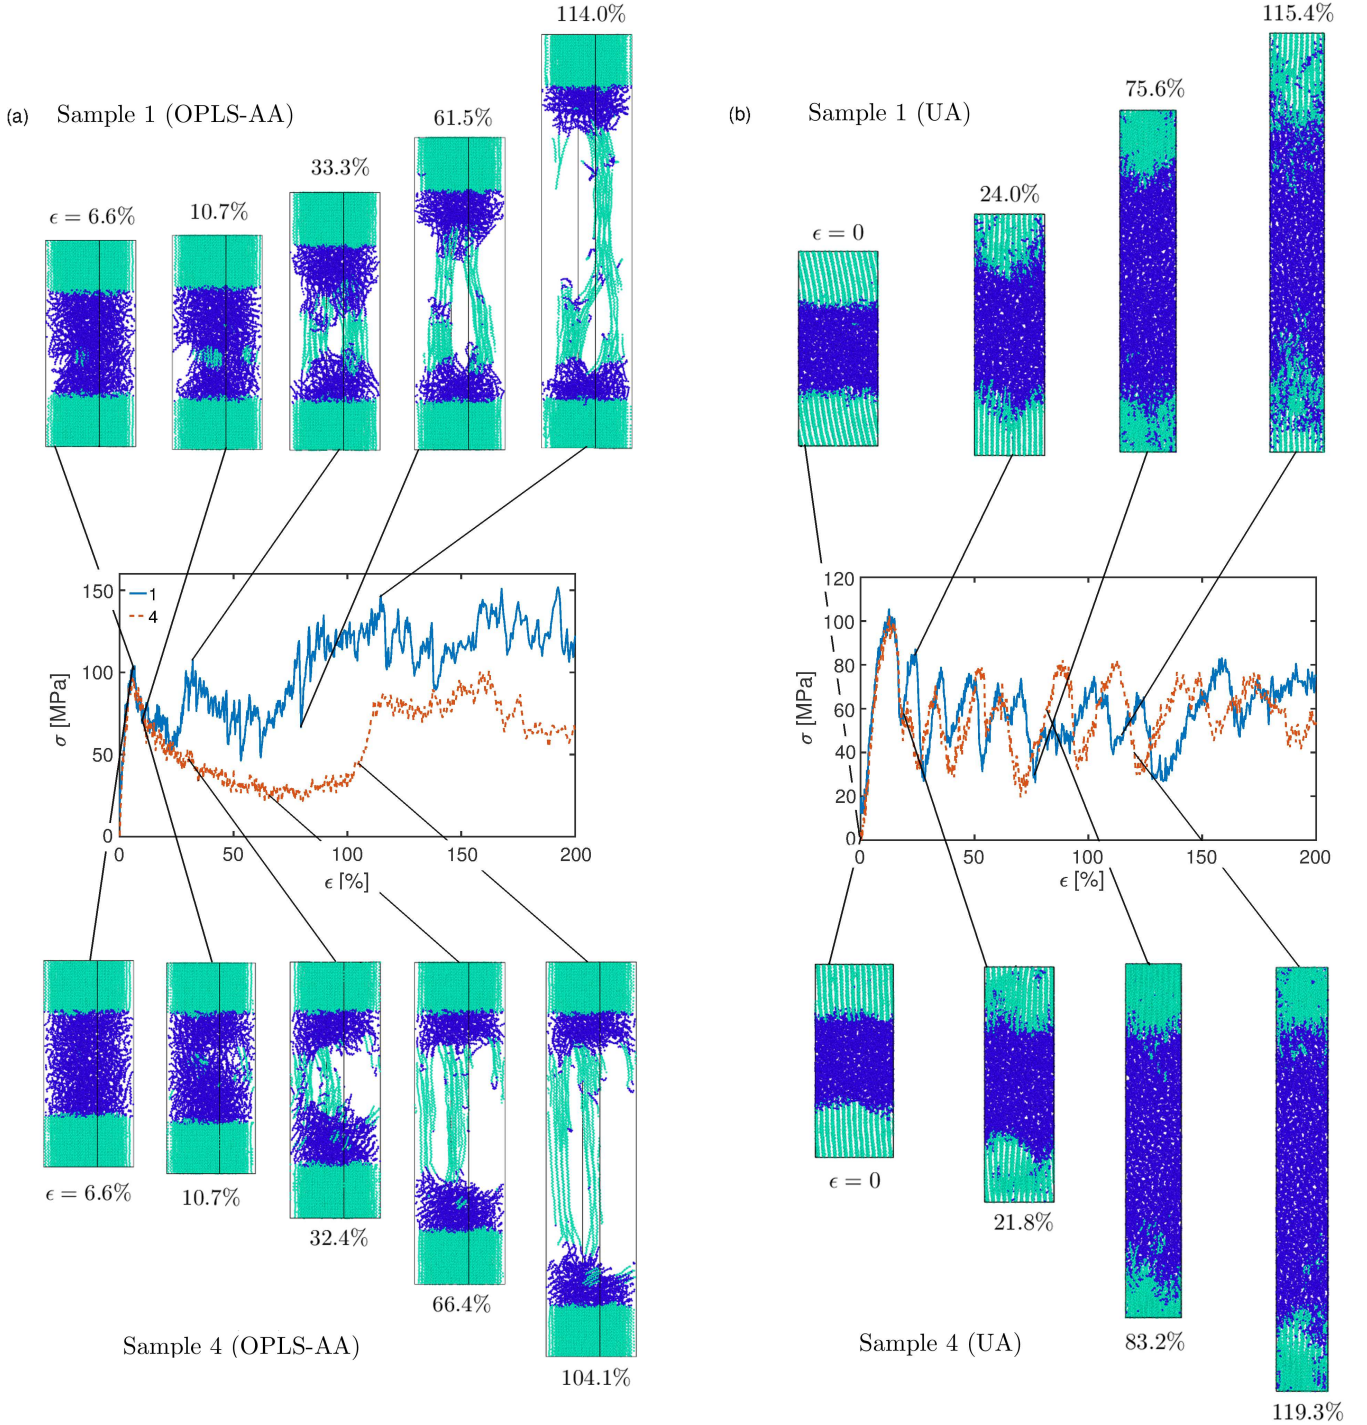 114.0%
115.4%
(a) Sample 1 (OPLS-AA)
61.5%
33.3%
ϵ = 6.6%
10.7%
(b) Sample 1 (UA)
75.6%
24.0%
ϵ = 0
150
100
50
0
1
4
σ [MPa]
0 50 100 150 200
ϵ [%]
120
100
80
60
40
20
0
σ [MPa]
0 50 100 150 200
ϵ [%]
ϵ = 6.6%
10.7%
32.4%
66.4%
104.1%
Sample 4 (OPLS-AA)
ϵ = 0
21.8%
83.2%
119.3%
Sample 4 (UA)